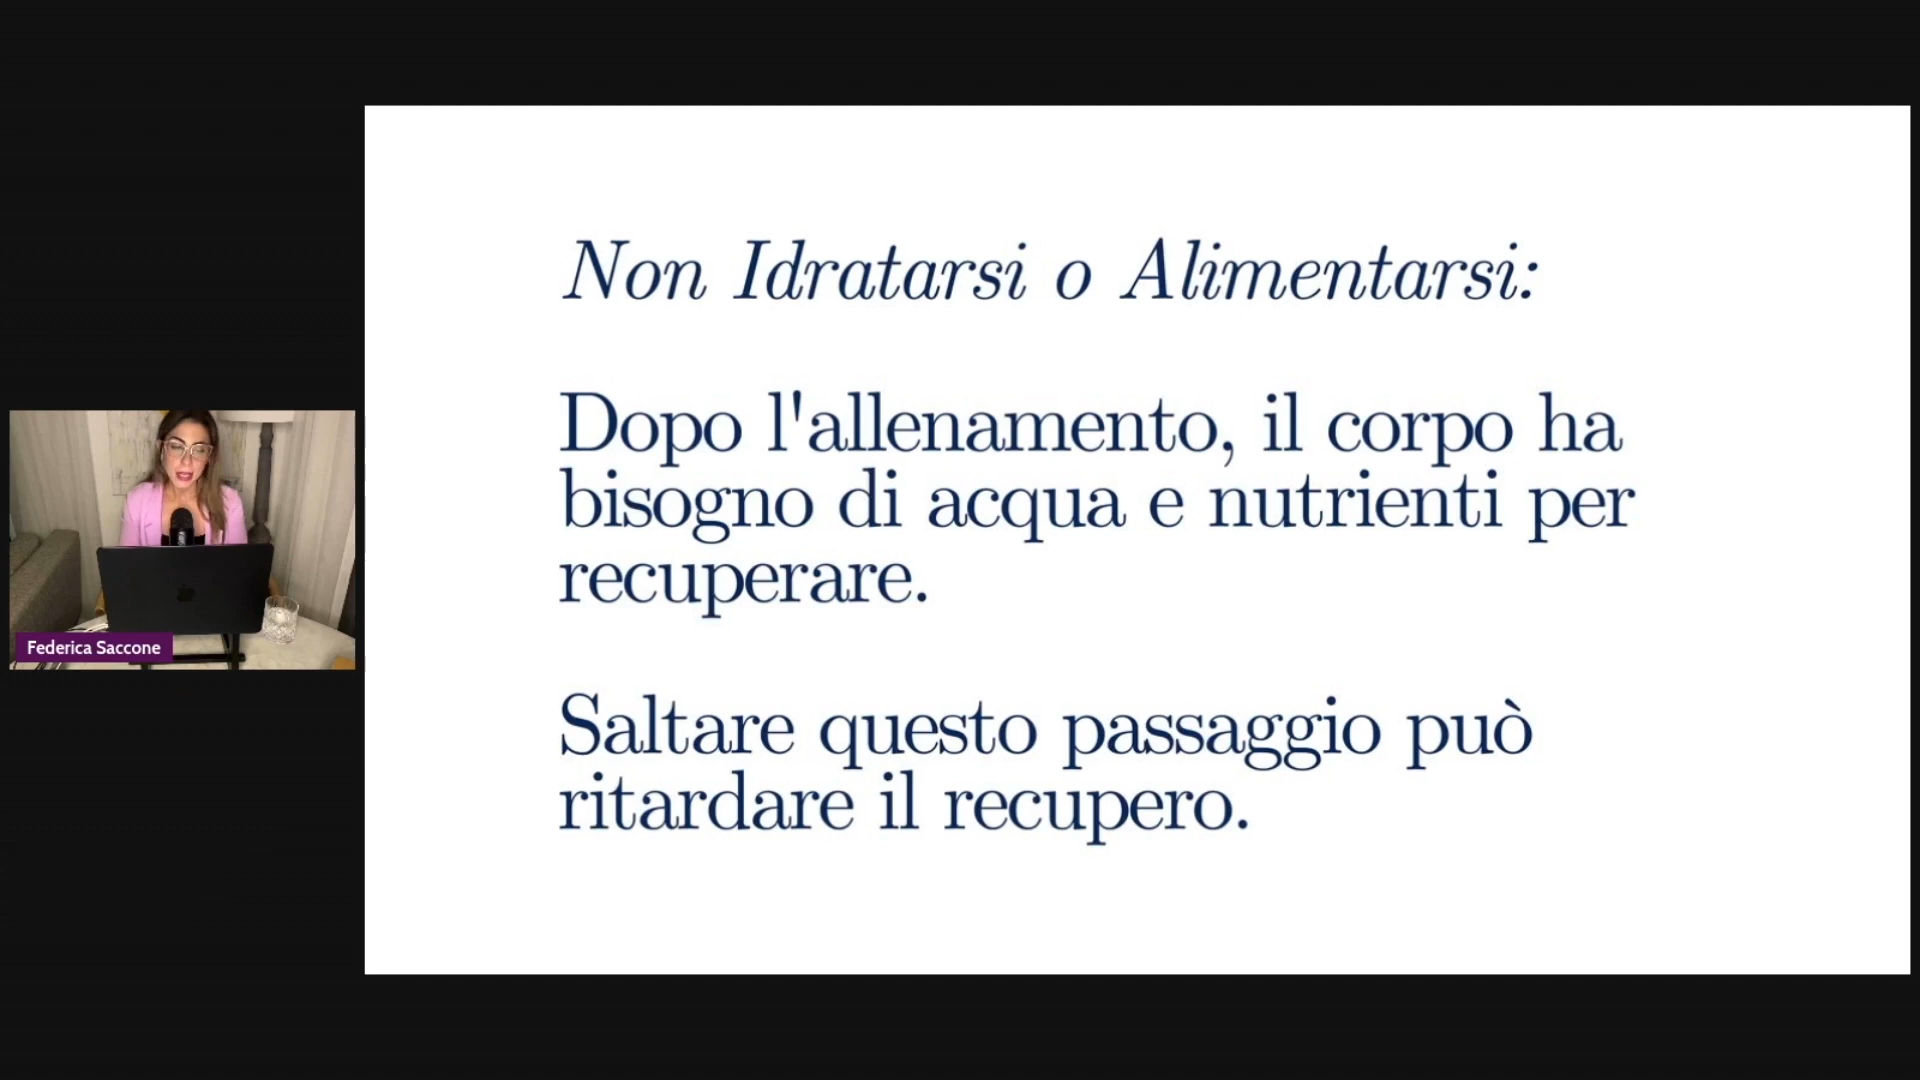 Non Idratarsi o Alimentarsi:
Dopo l'allenamento, il corpo ha
bisogno di acqua e nutrienti per
recuperare.
Saltare questo passaggio può
ritardare il recupero.
Federica Saccone